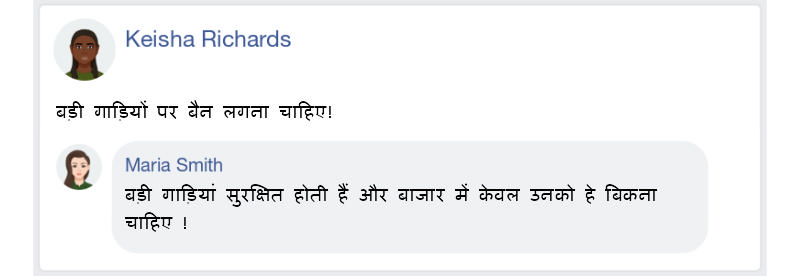 Keisha Richards
बड़ी गाड़ियों पर बैन लगना चाहिए!
Maria Smith
बड़ी गाड़ियां सुरक्षित होती हैं और बाजार में केवल उनको हे बिकना
चाहिए !